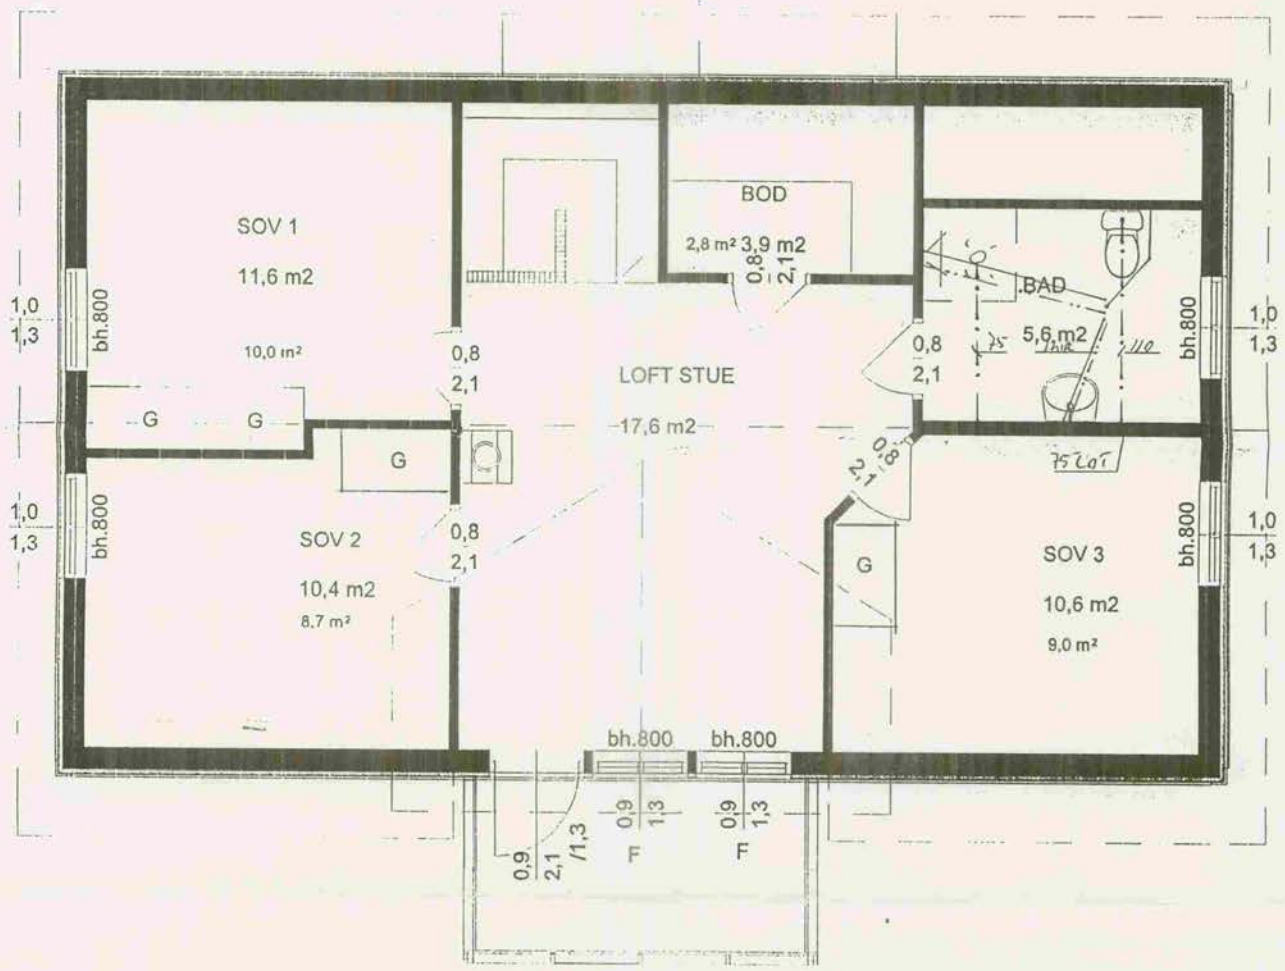 SOV 1
11,6 m2
10,0 m²
G
G
1,0
1,3
bh.800
0,8
2,1
BOD
2,8 m² 3,9 m2
0,8
2,1
BAD
5,6 m2
75
110
75
1,0
1,3
bh.800
0,8
2,1
LOFT STUE
17,6 m2
0,8
2,1
G
SOV 2
10,4 m2
8,7 m²
1,0
1,3
bh.800
0,8
2,1
G
SOV 3
10,6 m2
9,0 m²
1,0
1,3
bh.800
bh.800
bh.800
0,9
2,1
/1,3
0,9
1,3
F
0,9
1,3
F